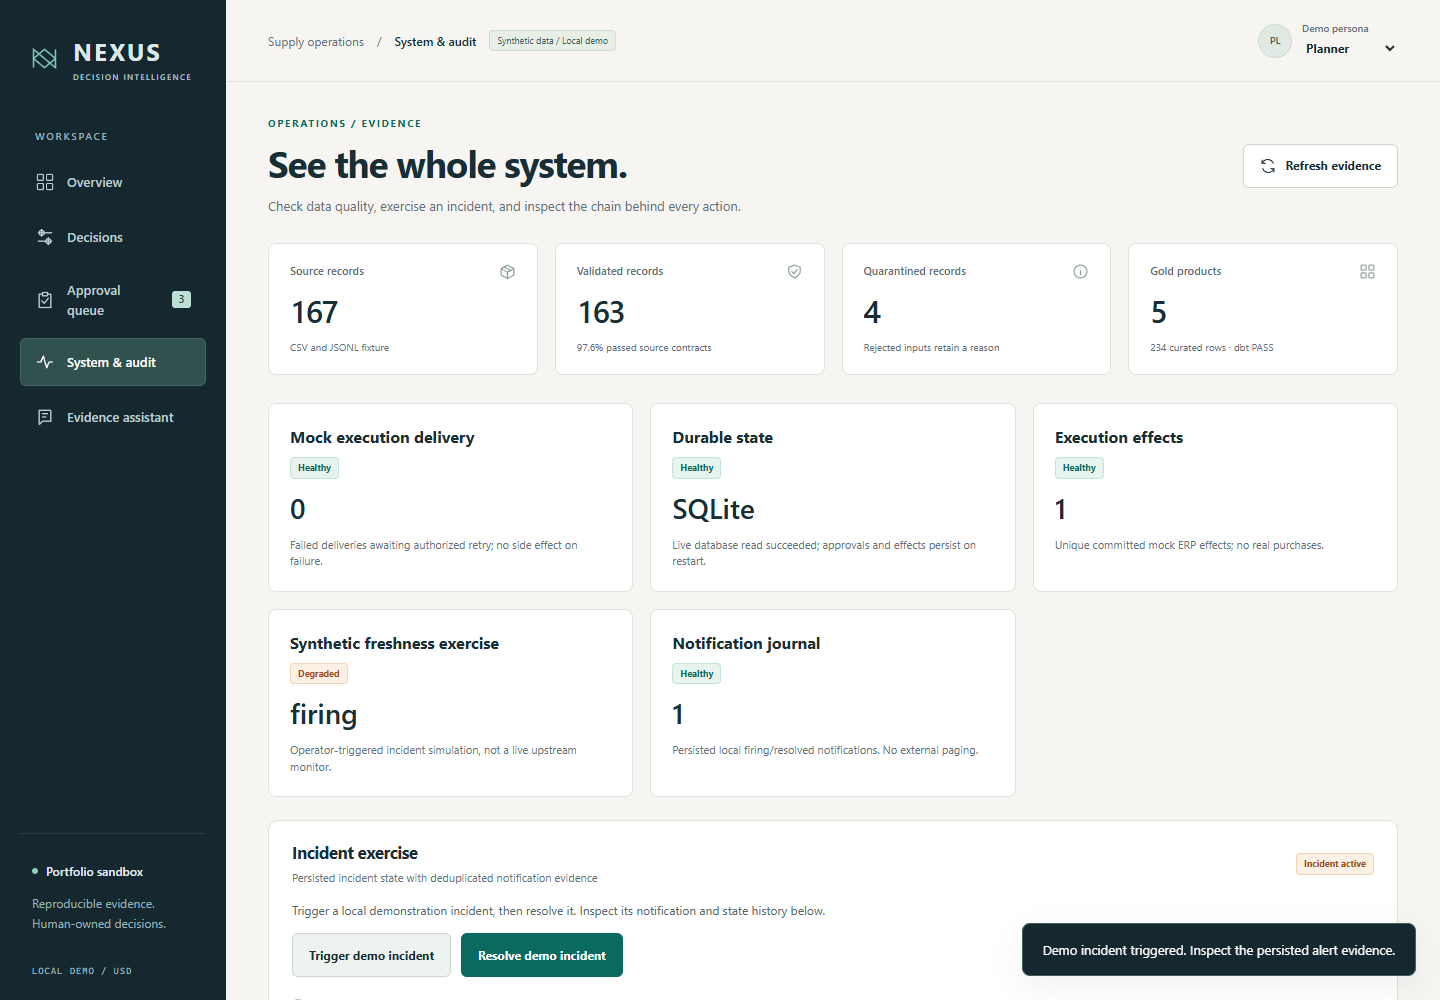 NEXUS
DECISION INTELLIGENCE
WORKSPACE
Overview
Decisions
Approval
queue
3
System & audit
Evidence assistant
Portfolio sandbox
Reproducible evidence.
Human-owned decisions.
LOCAL DEMO / USD
Supply operations / System & audit
Synthetic data / Local demo
PL
Demo persona
Planner
OPERATIONS / EVIDENCE
See the whole system.
Check data quality, exercise an incident, and inspect the chain behind every action.
Refresh evidence
Source records
167
CSV and JSONL fixture
Validated records
163
97.6% passed source contracts
Quarantined records
4
Rejected inputs retain a reason
Gold products
5
234 curated rows · dbt PASS
Mock execution delivery
Healthy
0
Failed deliveries awaiting authorized retry; no side effect on
failure.
Durable state
Healthy
SQLite
Live database read succeeded; approvals and effects persist on
restart.
Execution effects
Healthy
1
Unique committed mock ERP effects; no real purchases.
Synthetic freshness exercise
Degraded
firing
Operator-triggered incident simulation, not a live upstream
monitor.
Notification journal
Healthy
1
Persisted local firing/resolved notifications. No external paging.
Incident exercise
Persisted incident state with deduplicated notification evidence
Incident active
Trigger a local demonstration incident, then resolve it. Inspect its notification and state history below.
Trigger demo incident
Resolve demo incident
Demo incident triggered. Inspect the persisted alert evidence.